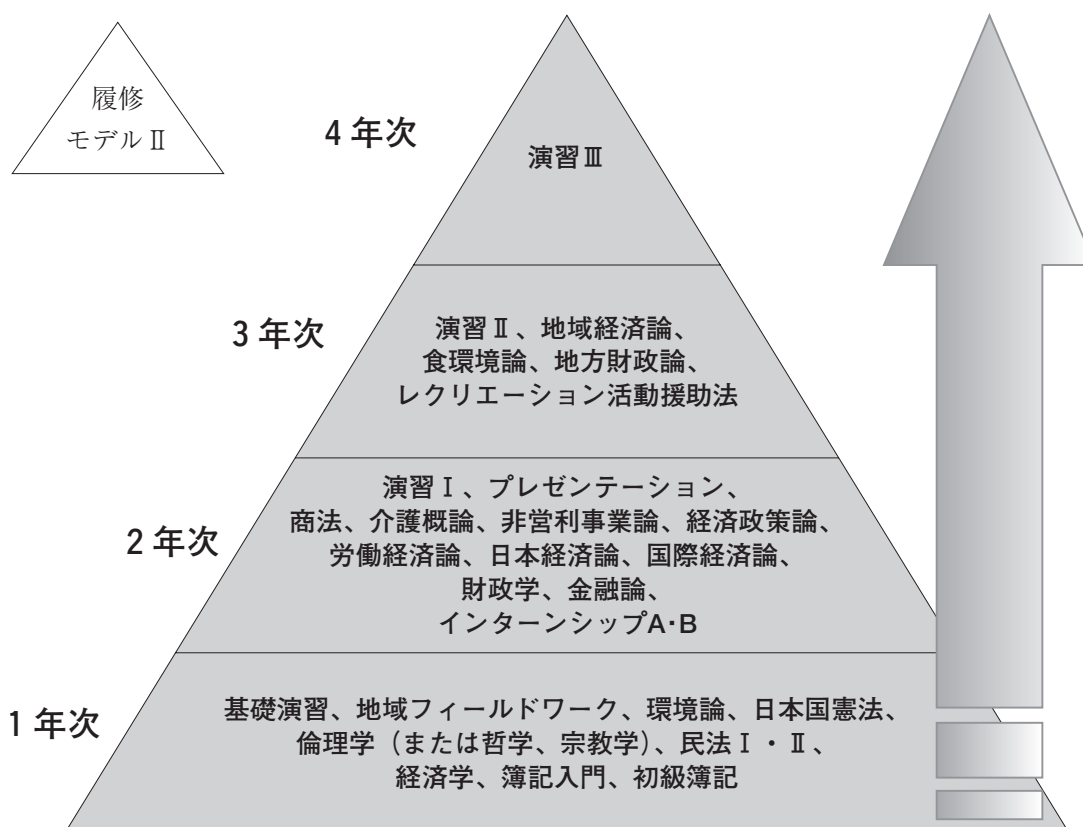 履修
モデルⅡ
4年次
演習Ⅲ
3年次
演習Ⅱ、地域経済論、
食環境論、地方財政論、
レクリエーション活動援助法
2年次
演習Ⅰ、プレゼンテーション、
商法、介護概論、非営利事業論、経済政策論、
労働経済論、日本経済論、国際経済論、
財政学、金融論、
インターンシップA・B
1年次
基礎演習、地域フィールドワーク、環境論、日本国憲法、
倫理学（または哲学、宗教学）、民法Ⅰ・Ⅱ、
経済学、簿記入門、初級簿記